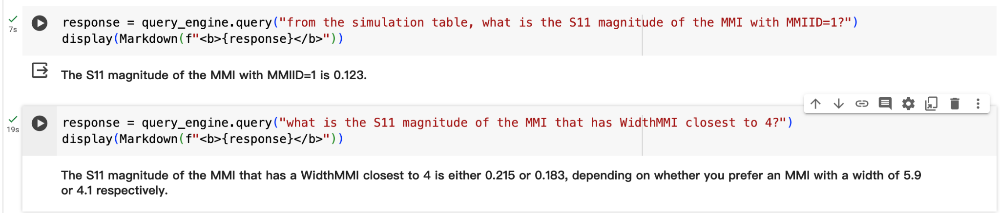 response = query_engine.query("from the simulation table, what is the S11 magnitude of the MMI with MMIID=1?")
7s
display(Markdown(f"<b>{response}</b>"))
The S11 magnitude of the MMI with MMIID=1 is 0.123.
response = query_engine.query("what is the S11 magnitude of the MMI that has WidthMMI closest to 4?")
19s
display(Markdown(f"<b>{response}</b>"))
The S11 magnitude of the MMI that has a WidthMMI closest to 4 is either 0.215 or 0.183, depending on whether you prefer an MMI with a width of 5.9
or 4.1 respectively.